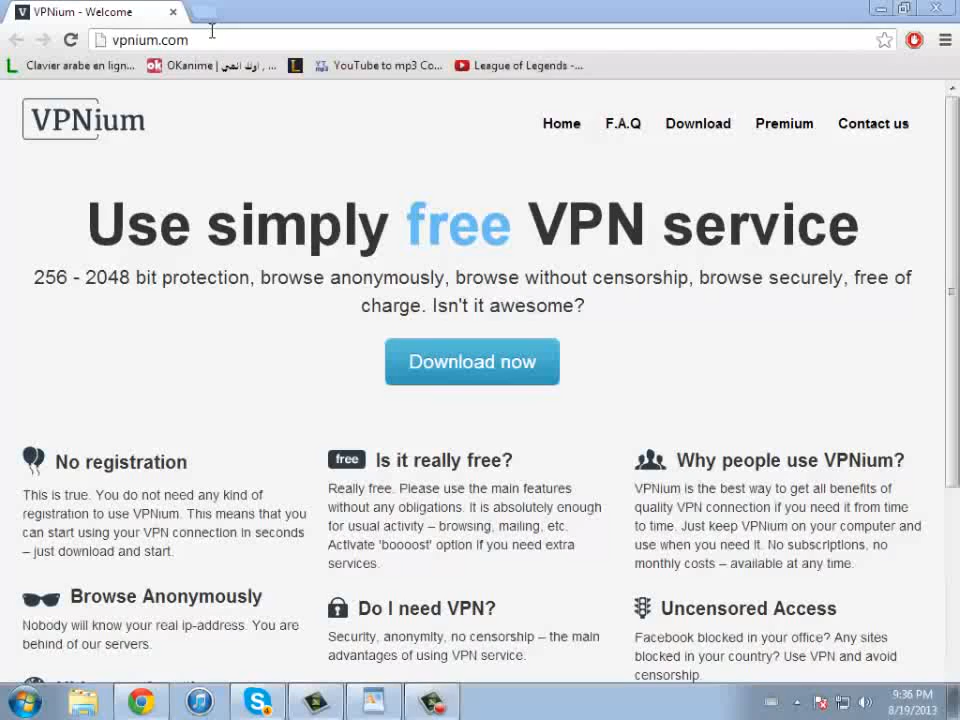 VPNium - Welcome
vpnium.com
Clavier arabe en lign...
OKanime | اوك انمي , ...
YouTube to mp3 Co...
League of Legends -...
VPNium
Home F.A.Q Download Premium Contact us
Use simply free VPN service
256 - 2048 bit protection, browse anonymously, browse without censorship, browse securely, free of
charge. Isn't it awesome?
Download now
No registration
This is true. You do not need any kind of
registration to use VPNium. This means that you
can start using your VPN connection in seconds
– just download and start.
Browse Anonymously
Nobody will know your real ip-address. You are
behind of our servers.
free Is it really free?
Really free. Please use the main features
without any obligations. It is absolutely enough
for usual activity – browsing, mailing, etc.
Activate 'boooost' option if you need extra
services.
Do I need VPN?
Security, anonymity, no censorship – the main
advantages of using VPN service.
Why people use VPNium?
VPNium is the best way to get all benefits of
quality VPN connection if you need it from time
to time. Just keep VPNium on your computer and
use when you need it. No subscriptions, no
monthly costs – available at any time.
Uncensored Access
Facebook blocked in your office? Any sites
blocked in your country? Use VPN and avoid
censorship.
9:36 PM
8/19/2013